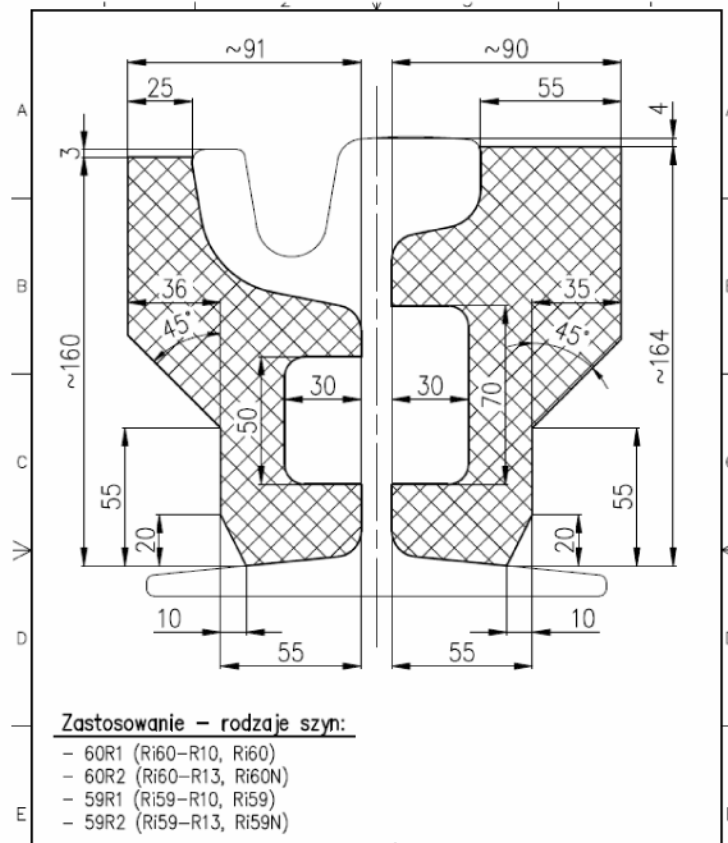 ~91
~90
25
55
4
3
A
B
36
35
45°
45°
~160
~164
30
30
50
70
C
55
55
20
20
D
10
10
55
55
Zastosowanie – rodzaje szyn:
– 60R1 (Ri60–R10, Ri60)
– 60R2 (Ri60–R13, Ri60N)
– 59R1 (Ri59–R10, Ri59)
– 59R2 (Ri59–R13, Ri59N)
E